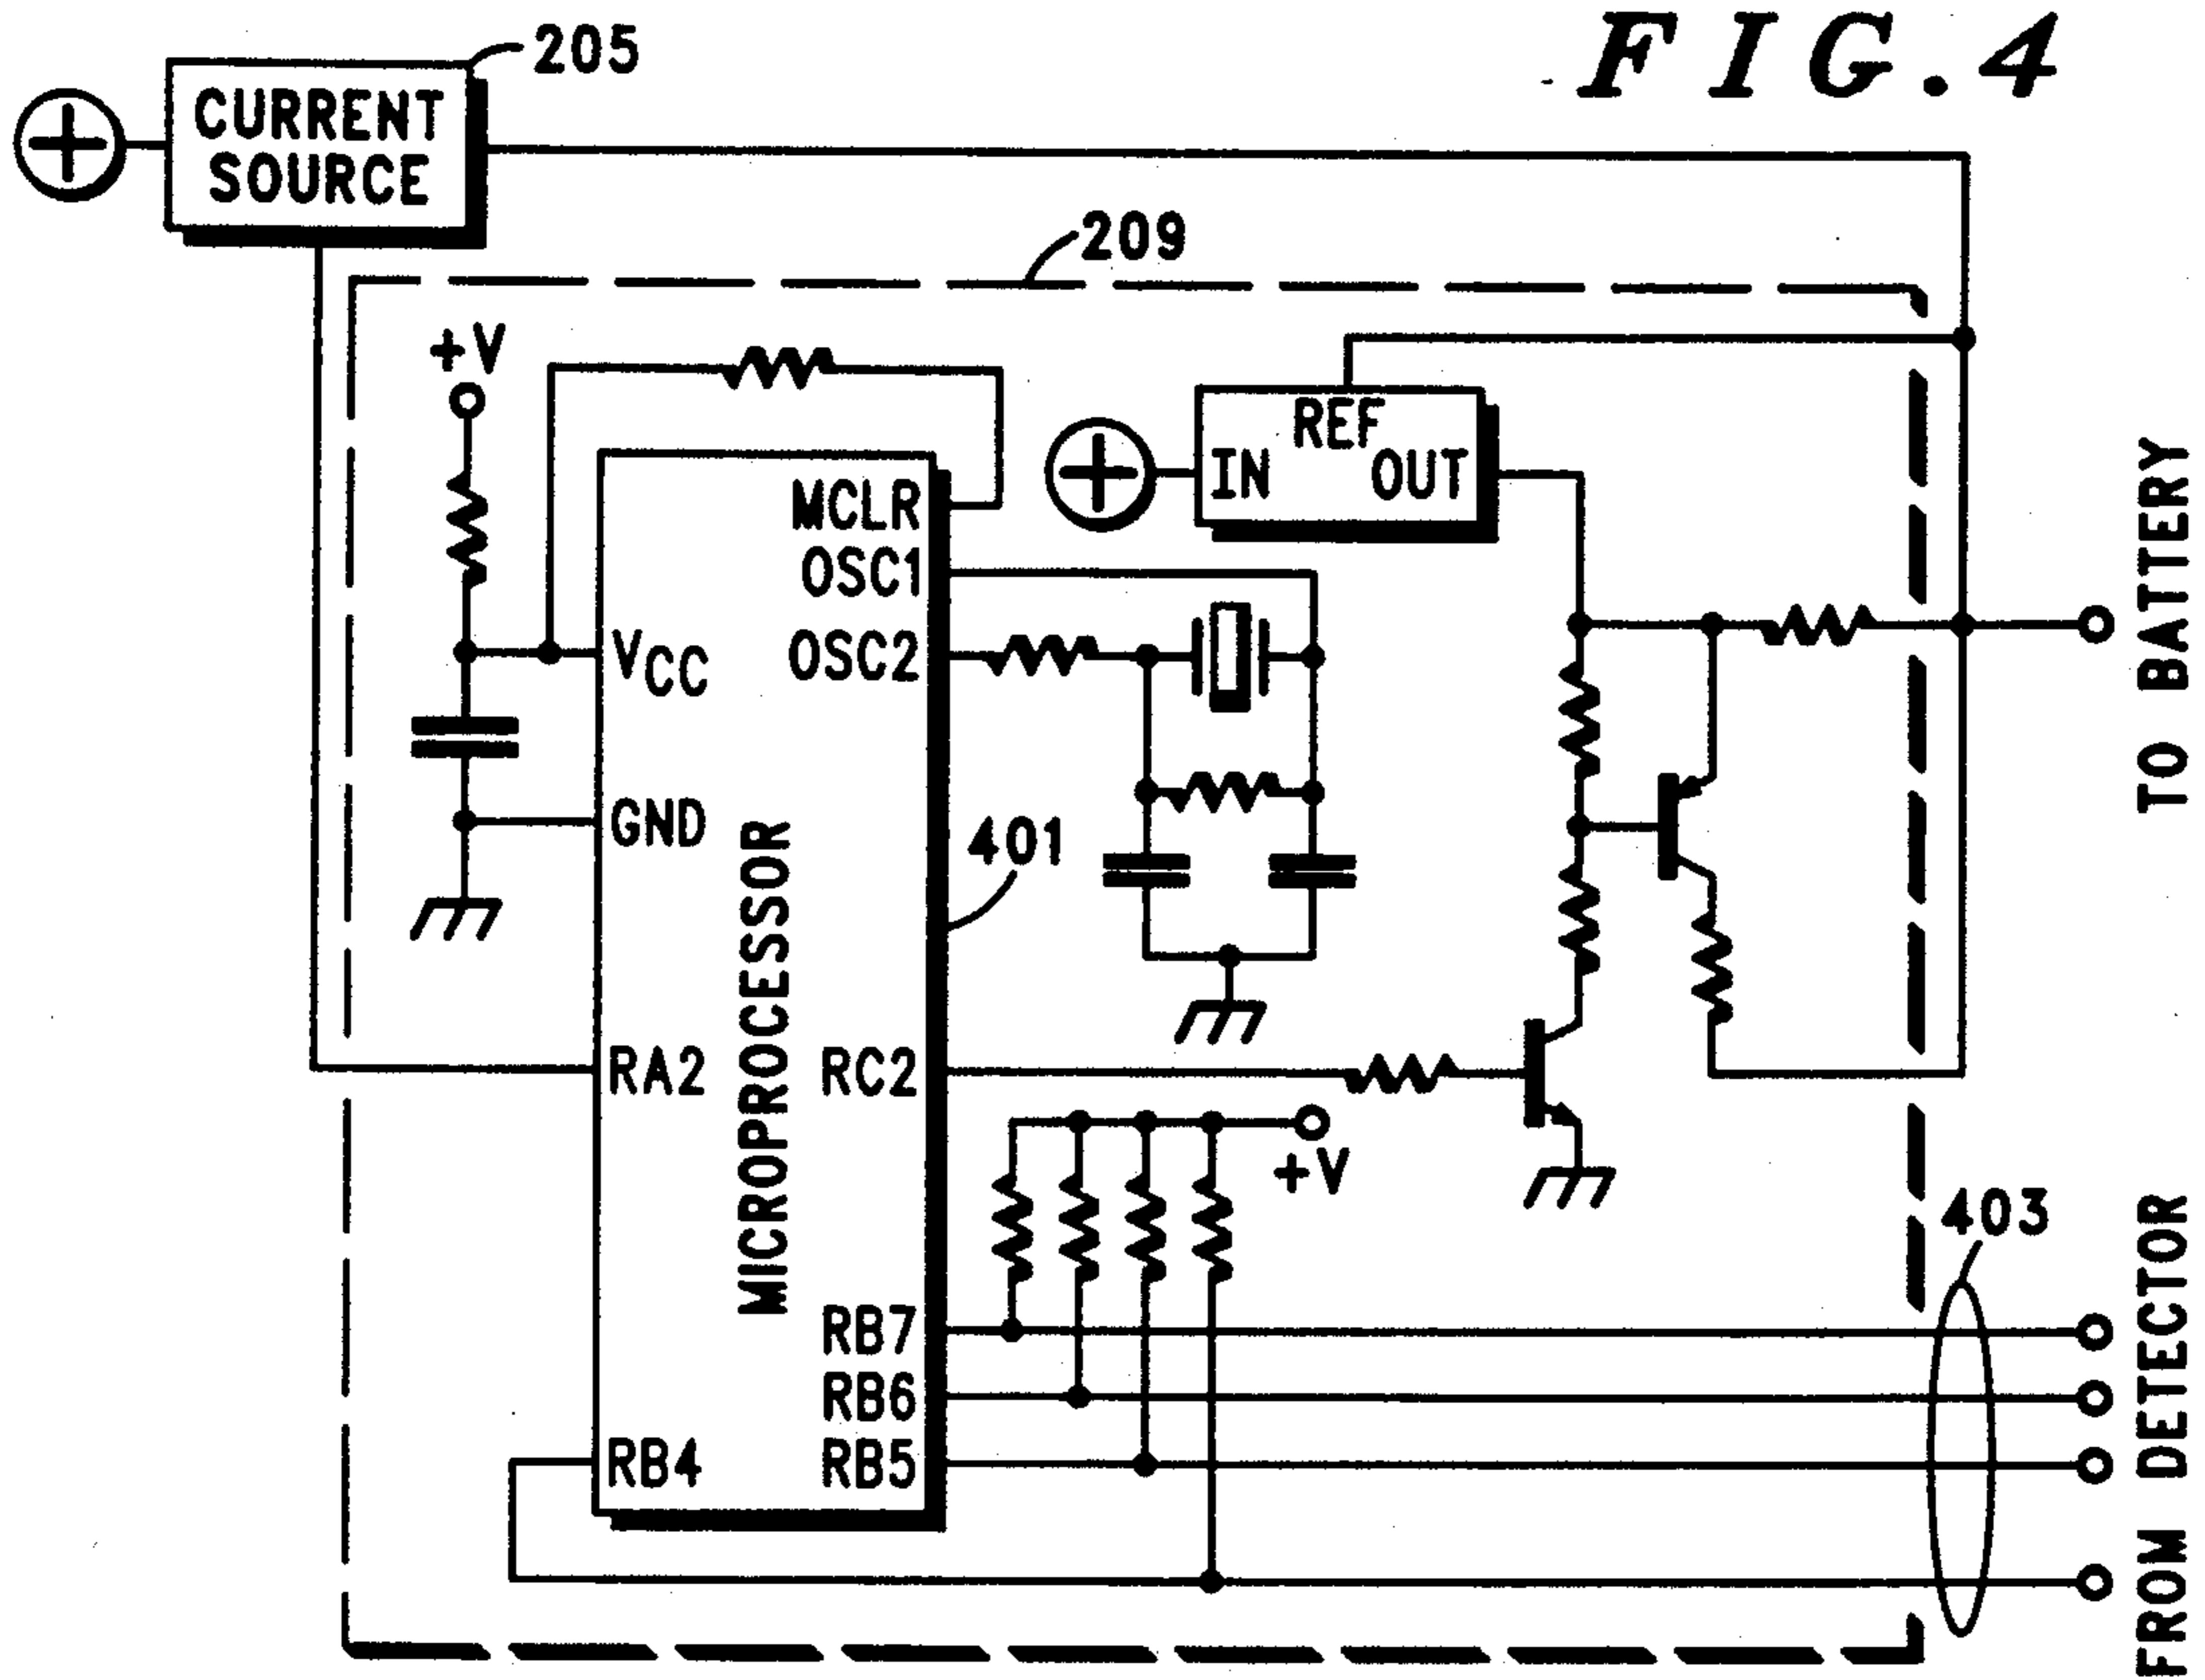 FIG.4
205
CURRENT
SOURCE
209
+V
REF
IN
OUT
MCLR
OSC1
OSC2
VCC
GND
401
MICROPROCESSOR
TO BATTERY
RA2
RC2
+V
403
RB7
RB6
RB4
RB5
FROM DETECTOR